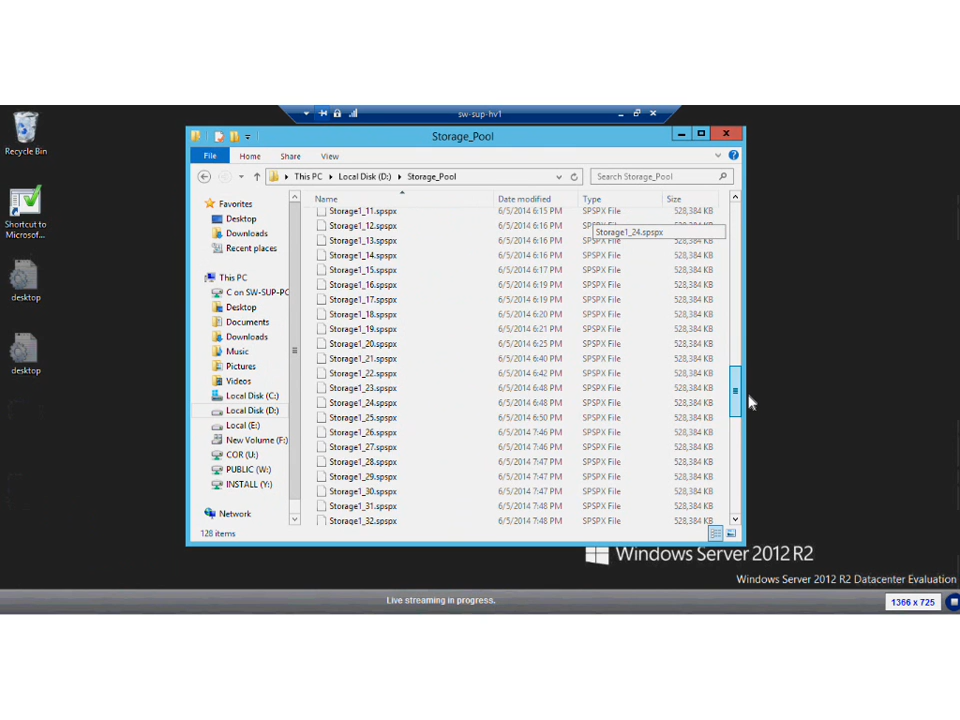 sw-sup-hv1
Recycle Bin
Shortcut to
Microsof...
desktop
desktop
Storage_Pool
File Home Share View
This PC Local Disk (D:) Storage_Pool
Search Storage_Pool
Favorites
Desktop
Downloads
Recent places
This PC
C on SW-SUP-PC
Desktop
Documents
Downloads
Music
Pictures
Videos
Local Disk (C:)
Local Disk (D:)
Local (E:)
New Volume (F:)
COR (U:)
PUBLIC (W:)
INSTALL (Y:)
Network
Name Date modified Type Size
Storage1_11.spspx 6/5/2014 6:15 PM SPSPX File 528,384 KB
Storage1_12.spspx 6/5/2014 6:16 PM 528,384 KB
Storage1_24.spspx
Storage1_13.spspx 6/5/2014 6:16 PM SPSPX File 528,384 KB
Storage1_14.spspx 6/5/2014 6:17 PM SPSPX File 528,384 KB
Storage1_15.spspx 6/5/2014 6:17 PM SPSPX File 528,384 KB
Storage1_16.spspx 6/5/2014 6:19 PM SPSPX File 528,384 KB
Storage1_17.spspx 6/5/2014 6:19 PM SPSPX File 528,384 KB
Storage1_18.spspx 6/5/2014 6:20 PM SPSPX File 528,384 KB
Storage1_19.spspx 6/5/2014 6:21 PM SPSPX File 528,384 KB
Storage1_20.spspx 6/5/2014 6:25 PM SPSPX File 528,384 KB
Storage1_21.spspx 6/5/2014 6:40 PM SPSPX File 528,384 KB
Storage1_22.spspx 6/5/2014 6:42 PM SPSPX File 528,384 KB
Storage1_23.spspx 6/5/2014 6:48 PM SPSPX File 528,384 KB
Storage1_24.spspx 6/5/2014 6:48 PM SPSPX File 528,384 KB
Storage1_25.spspx 6/5/2014 6:50 PM SPSPX File 528,384 KB
Storage1_26.spspx 6/5/2014 7:46 PM SPSPX File 528,384 KB
Storage1_27.spspx 6/5/2014 7:46 PM SPSPX File 528,384 KB
Storage1_28.spspx 6/5/2014 7:47 PM SPSPX File 528,384 KB
Storage1_29.spspx 6/5/2014 7:47 PM SPSPX File 528,384 KB
Storage1_30.spspx 6/5/2014 7:47 PM SPSPX File 528,384 KB
Storage1_31.spspx 6/5/2014 7:48 PM SPSPX File 528,384 KB
Storage1_32.spspx 6/5/2014 7:48 PM SPSPX File 528,384 KB
128 items
Windows Server 2012 R2
Windows Server 2012 R2 Datacenter Evaluation
Live streaming in progress.
1366 x 725